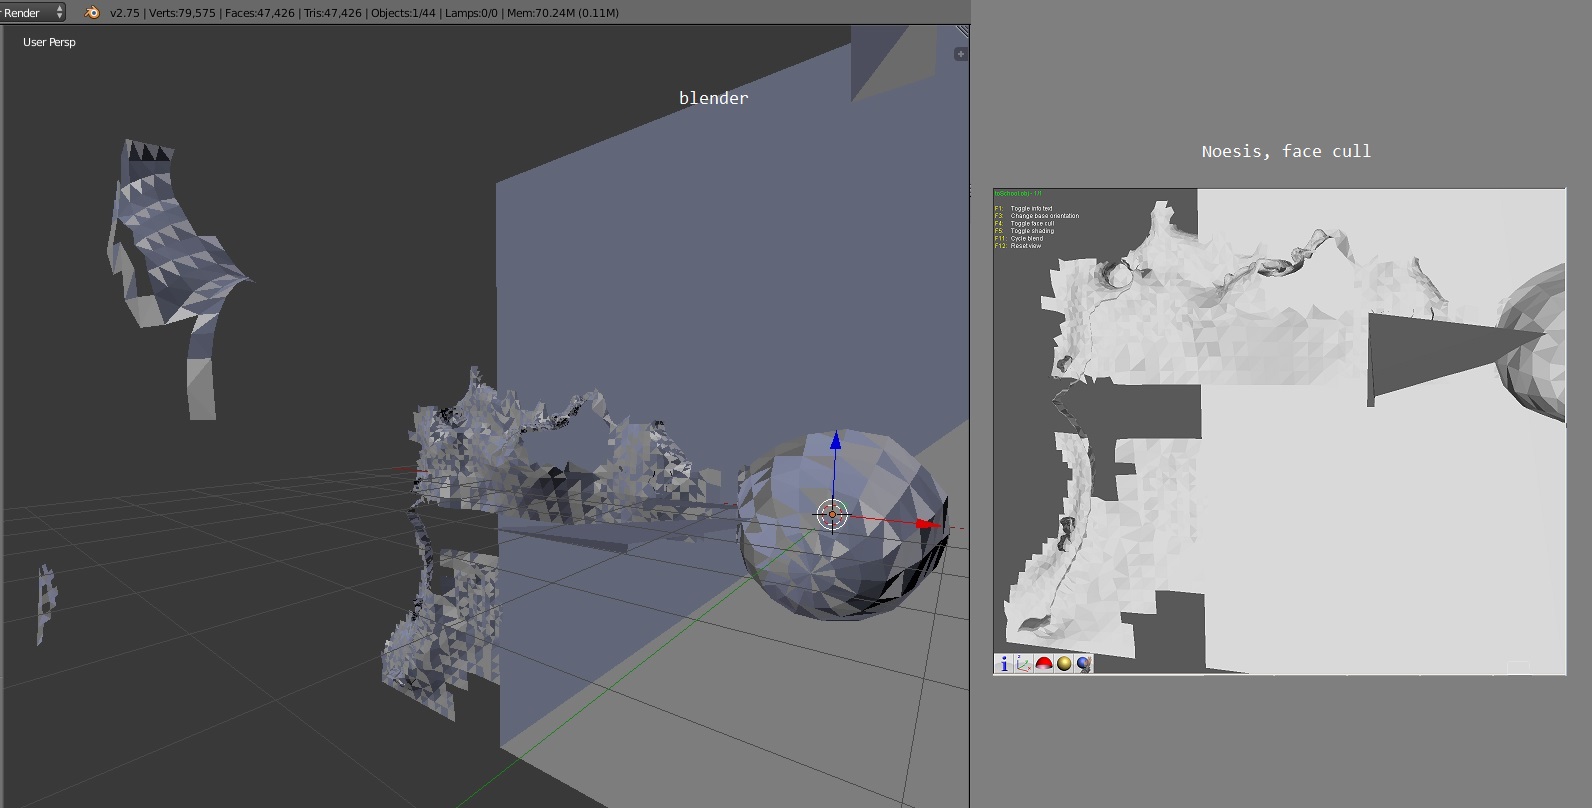 Render
v2.75 | Verts:79,575 | Faces:47,426 | Tris:47,426 | Objects:1/44 | Lamps:0/0 | Mem:70.24M (0.11M)
User Persp
blender
Noesis, face cull
F1: Toggle info text
F3: Change base orientation
F4: Toggle face cull
F5: Toggle shading
F11: Cycle blend
F12: Reset view